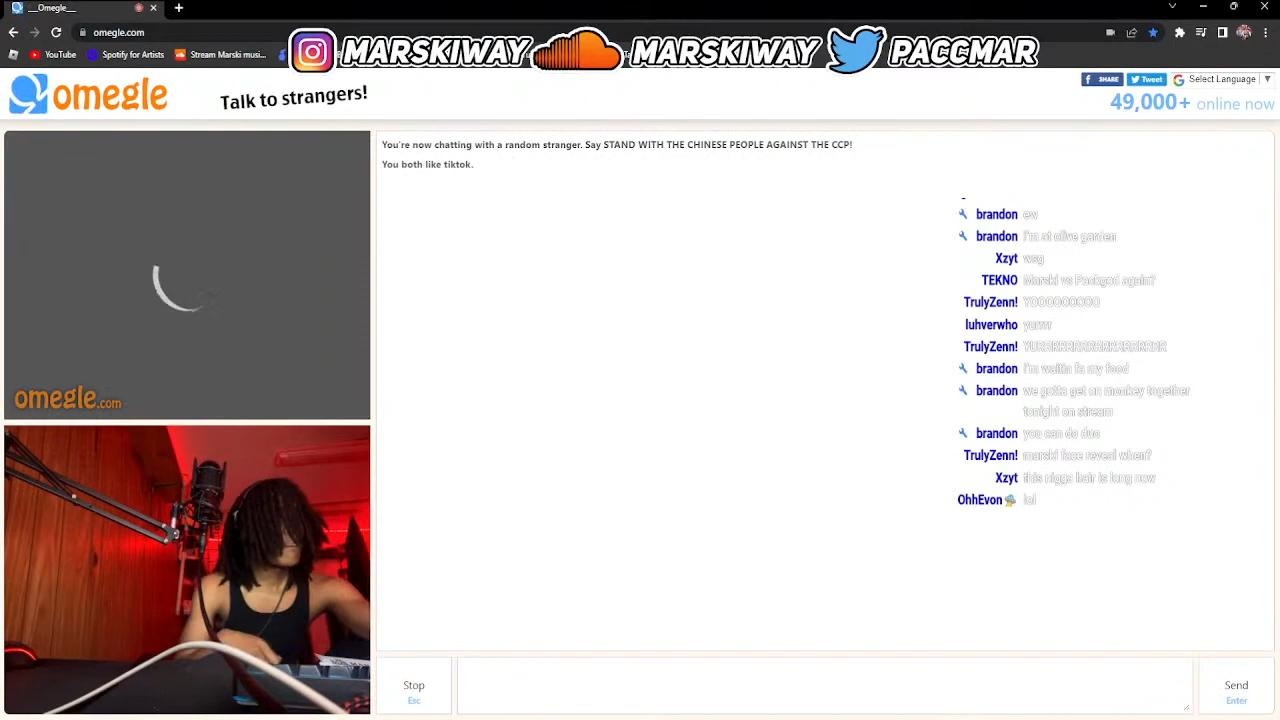 __Omegle__
omegle.com
YouTube
Spotify for Artists
Stream Marski musi...
MARSKIWAY MARSKIWAY PACCMAR
omegle Talk to strangers!
SHARE Tweet Select Language
49,000+ online now
You're now chatting with a random stranger. Say STAND WITH THE CHINESE PEOPLE AGAINST THE CCP!
You both like tiktok.
brandon ew
brandon I'm at olive garden
Xzyt wsg
TEKNO Marski vs Packgod again?
TrulyZenn! YOOOOOOOOO
luhverwho yurrr
TrulyZenn! YURRRRRRRRRRRRRRRR
brandon I'm waitin fa my food
brandon we gotta get on monkey together
tonight on stream
brandon you can do duo
TrulyZenn! marski face reveal when?
Xzyt this nigga hair is long now
OhhEvon lol
omegle.com
Stop
Esc
Send
Enter